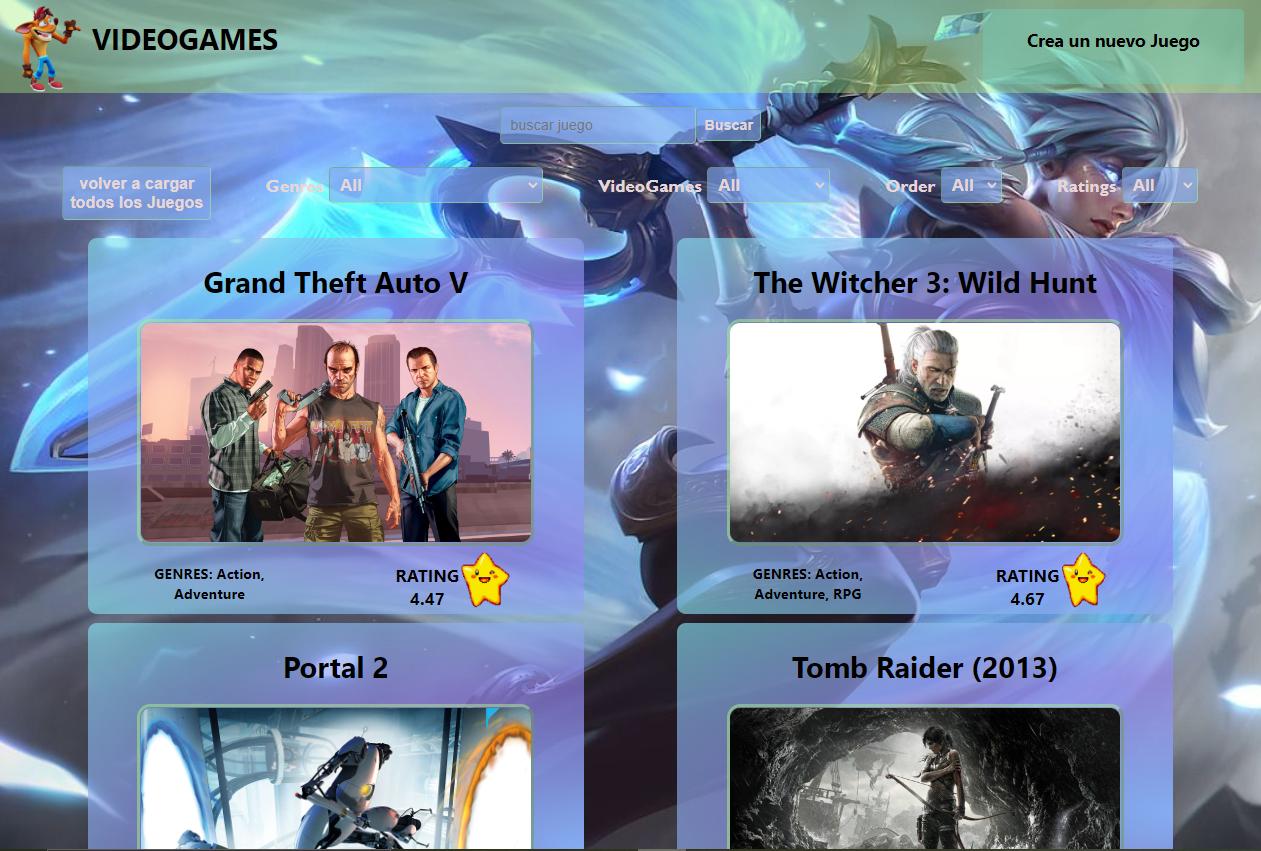 VIDEOGAMES
Crea un nuevo Juego
buscar juego
Buscar
volver a cargar
todos los Juegos
Genres
All
VideoGames
All
Order
All
Ratings
All
Grand Theft Auto V
The Witcher 3: Wild Hunt
GENRES: Action,
Adventure
RATING
4.47
GENRES: Action,
Adventure, RPG
RATING
4.67
Portal 2
Tomb Raider (2013)